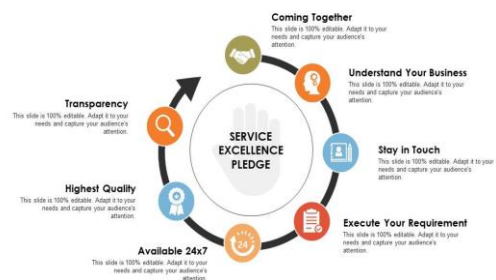 Coming Together
This slide is 100% editable. Adapt it to your
needs and capture your audience's
attention.
Understand Your Business
This slide is 100% editable. Adapt it to your
needs and capture your audience's
attention.
Stay in Touch
This slide is 100% editable. Adapt it to your
needs and capture your audience's
attention.
Execute Your Requirement
This slide is 100% editable. Adapt it to your
needs and capture your audience's
attention.
Available 24x7
This slide is 100% editable. Adapt it to your
needs and capture your audience's
attention
24
Highest Quality
This slide is 100% editable. Adapt it to your
needs and capture your audience's
attention.
Transparency
This slide is 100% editable. Adapt it to your
needs and capture your audience's
attention.
SERVICE
EXCELLENCE
PLEDGE